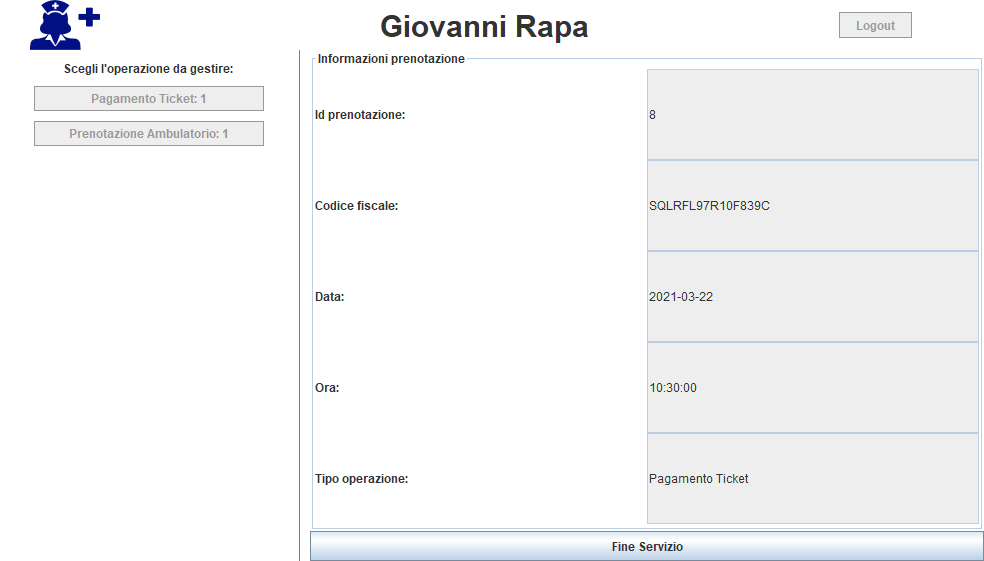 Giovanni Rapa
Logout
Scegli l'operazione da gestire:
Pagamento Ticket: 1
Prenotazione Ambulatorio: 1
Informazioni prenotazione
Id prenotazione:
8
Codice fiscale:
SQLRFL97R10F839C
Data:
2021-03-22
Ora:
10:30:00
Tipo operazione:
Pagamento Ticket
Fine Servizio